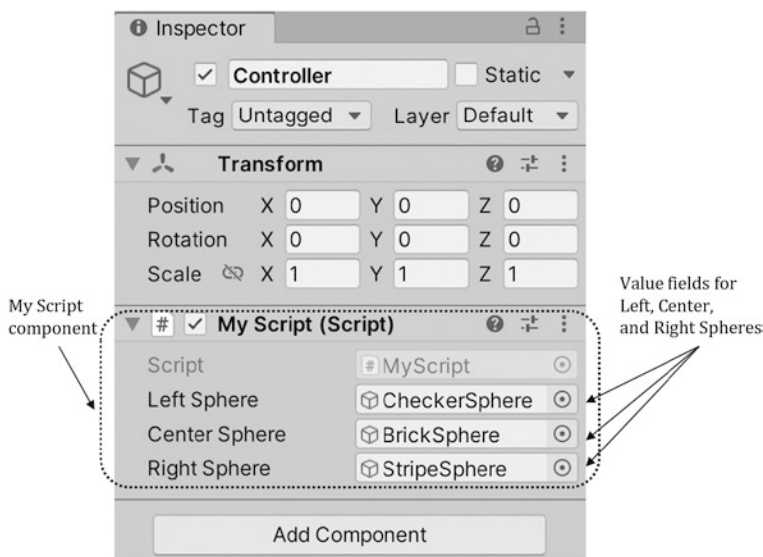 Inspector
Controller Static
Tag Untagged Layer Default
Transform
Position X 0 Y 0 Z 0
Rotation X 0 Y 0 Z 0
Scale X 1 Y 1 Z 1
My Script
component
My Script (Script)
Script # MyScript
Left Sphere CheckerSphere
Center Sphere BrickSphere
Right Sphere StripeSphere
Add Component
Value fields for
Left, Center,
and Right Spheres